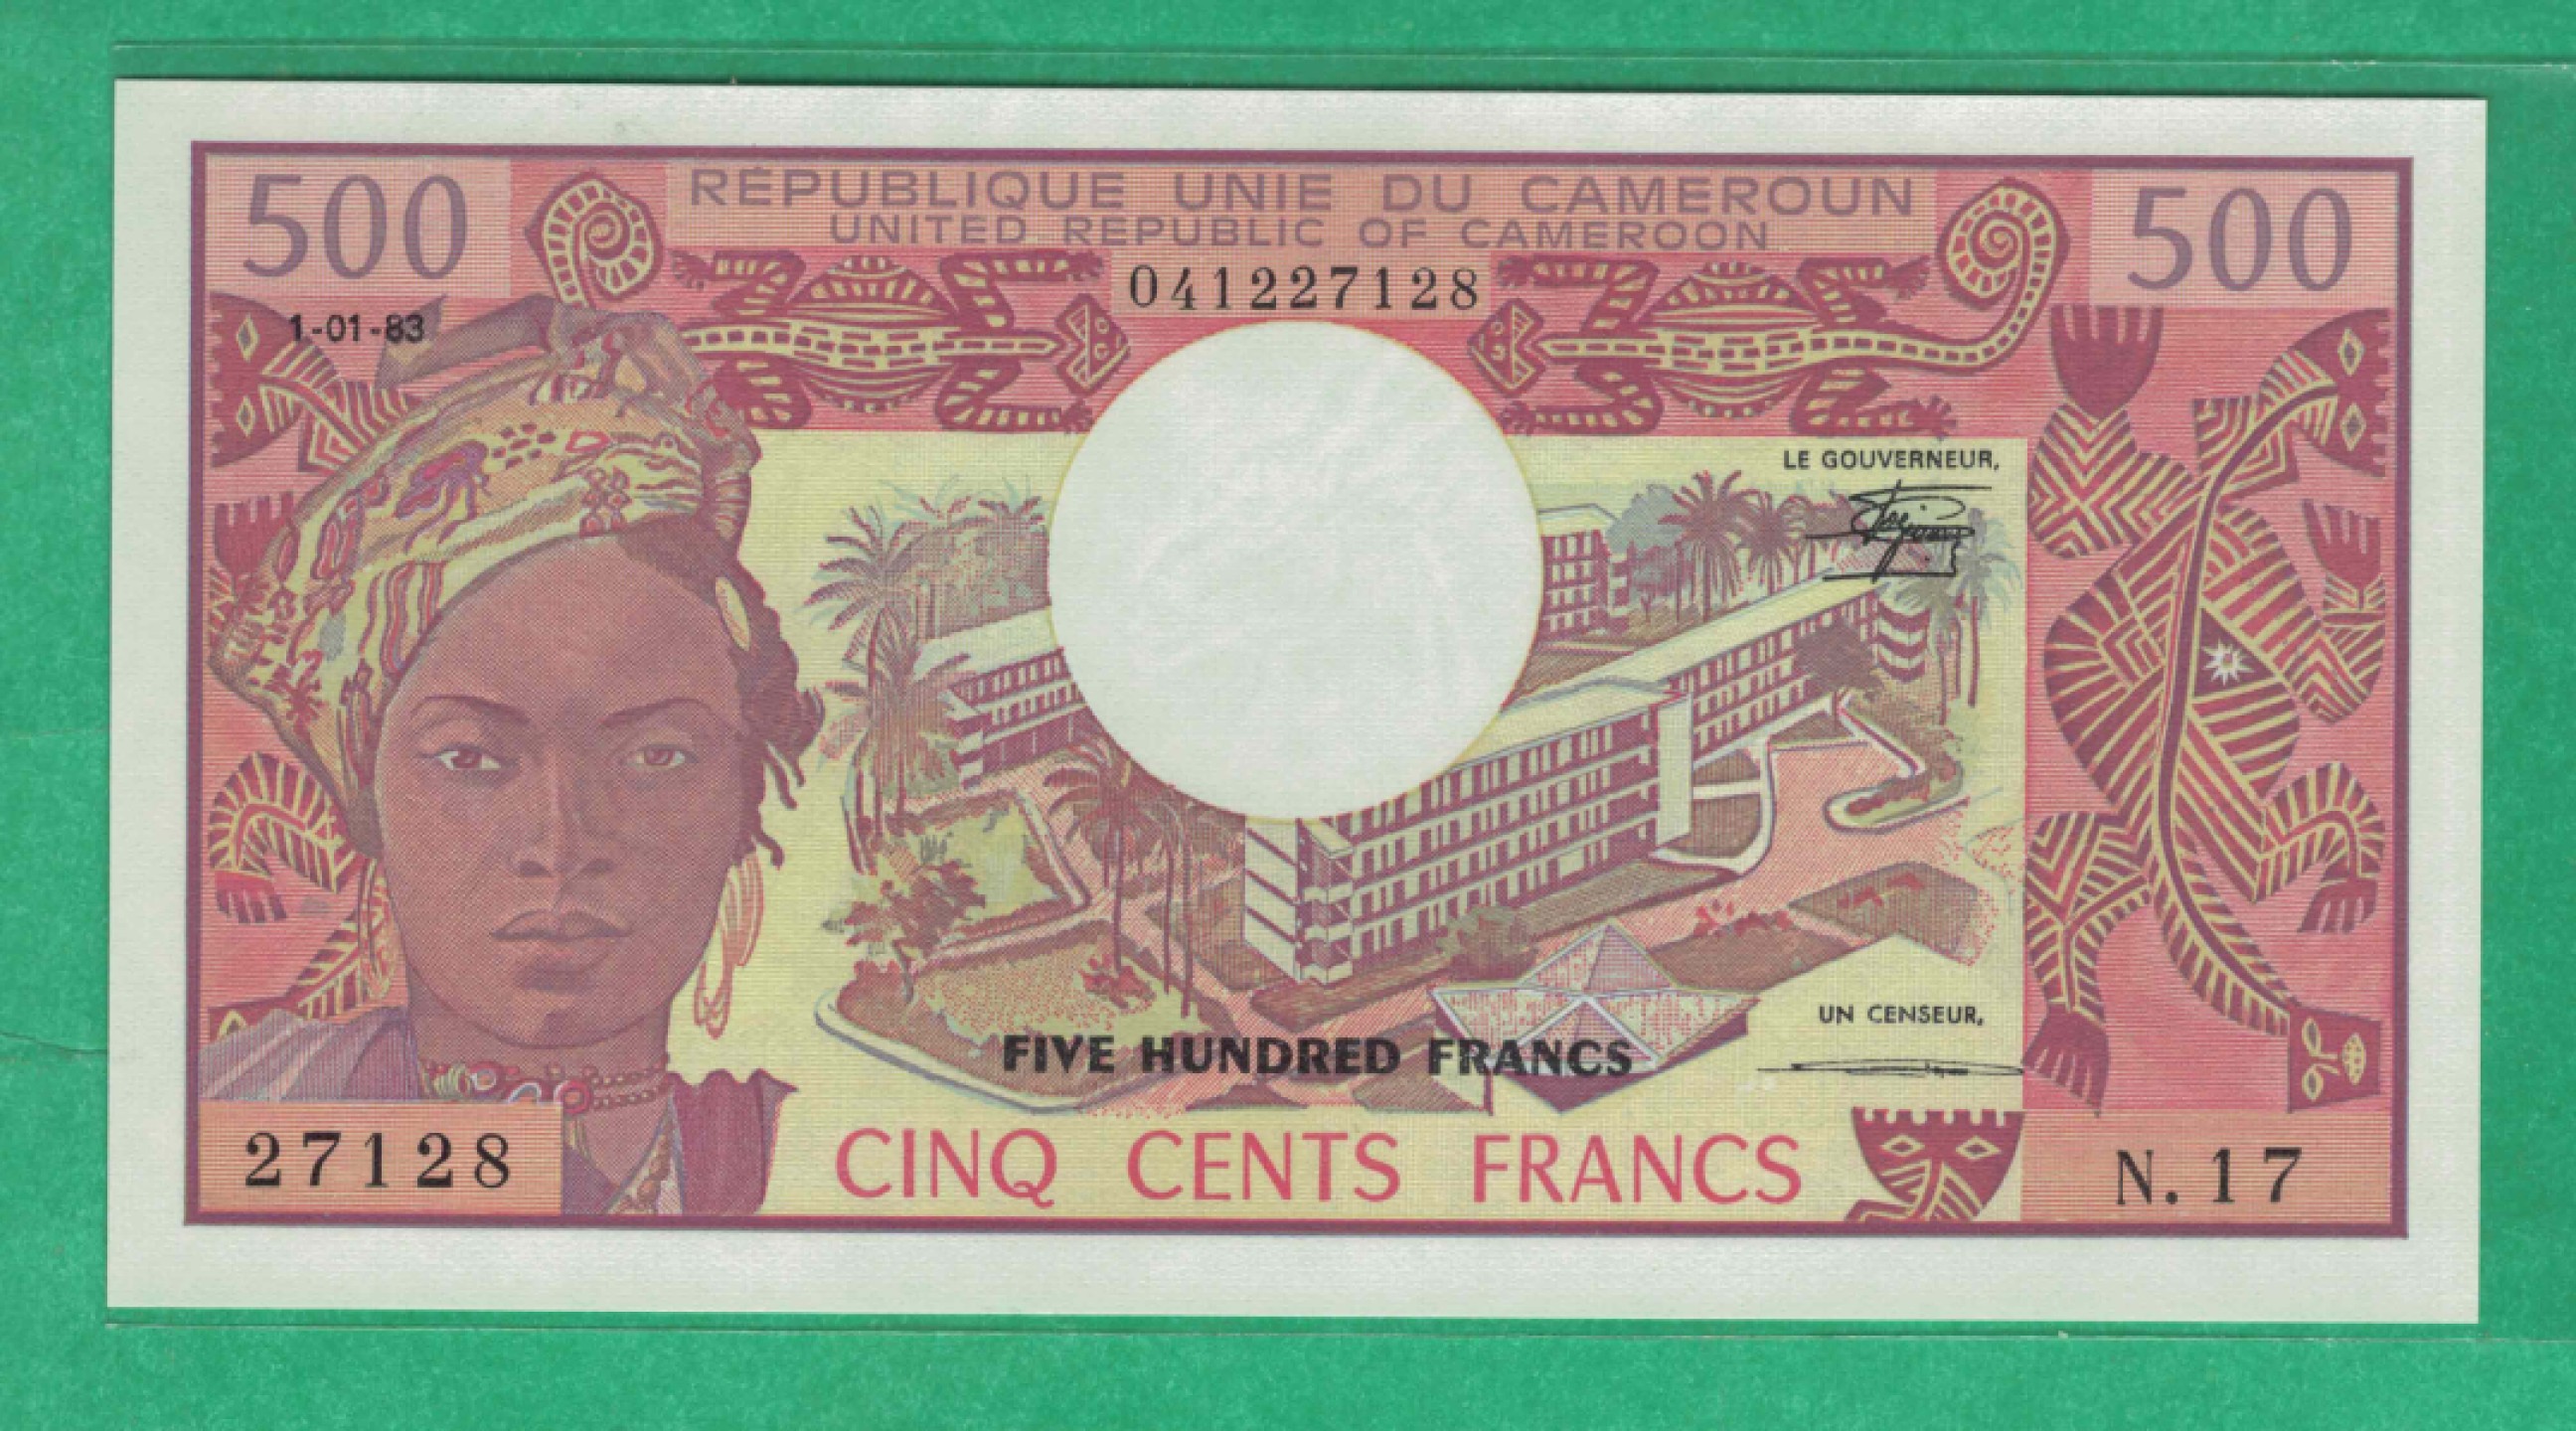 500
RÉPUBLIQUE UNIE DU CAMEROUN
500
UNITED REPUBLIC OF CAMEROON
041227128
1-01-83
LE GOUVERNEUR,
UN CENSEUR,
FIVE HUNDRED FRANCS
CINQ CENTS FRANCS
27128
N.17